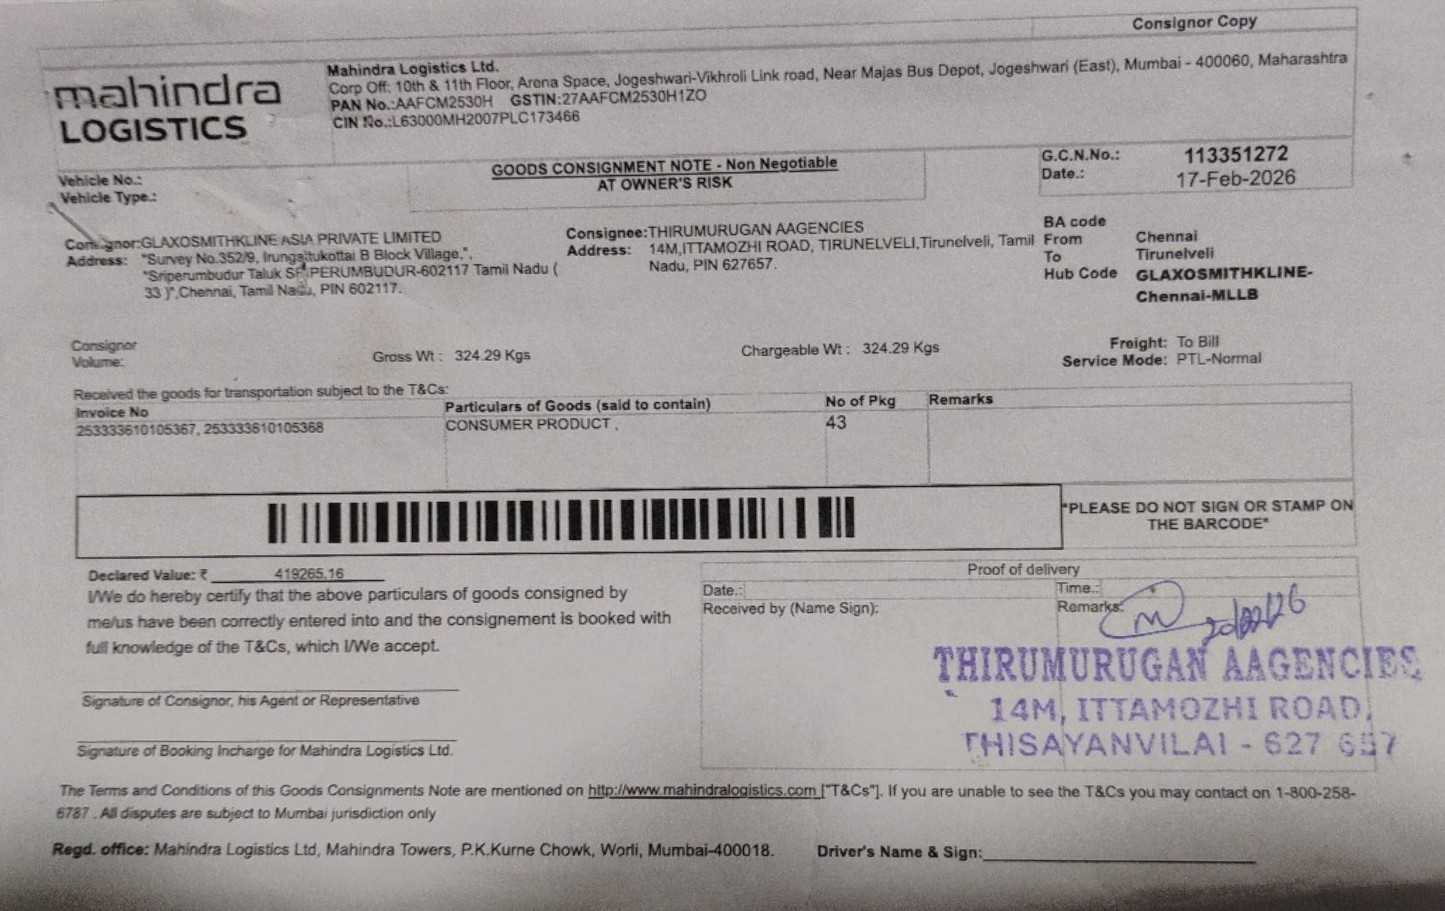 Consignor Copy
mahindra
LOGISTICS
Mahindra Logistics Ltd.
Corp Off: 10th & 11th Floor, Arena Space, Jogeshwari-Vikhroli Link road, Near Majas Bus Depot, Jogeshwari (East), Mumbai - 400060, Maharashtra
PAN No.:AAFCM2530H GSTIN:27AAFCM2530H1ZO
CIN No.:L63000MH2007PLC173466
GOODS CONSIGNMENT NOTE - Non Negotiable
AT OWNER'S RISK
G.C.N.No.: 113351272
Date.: 17-Feb-2026
Vehicle No.:
Vehicle Type.:
Consignor:GLAXOSMITHKLINE ASIA PRIVATE LIMITED
Address: "Survey No.352/9, Irungattukottai B Block Village,",
"Sriperumbudur Taluk SRIPERUMBUDUR-602117 Tamil Nadu (
33 )",Chennai, Tamil Nadu, PIN 602117.
Consignee:THIRUMURUGAN AAGENCIES
Address: 14M,ITTAMOZHI ROAD, TIRUNELVELI,Tirunelveli, Tamil
Nadu, PIN 627657.
BA code
From Chennai
To Tirunelveli
Hub Code GLAXOSMITHKLINE-
Chennai-MLLB
Consignor
Volume:
Gross Wt : 324.29 Kgs
Chargeable Wt : 324.29 Kgs
Freight: To Bill
Service Mode: PTL-Normal
Received the goods for transportation subject to the T&Cs:
Invoice No Particulars of Goods (said to contain) No of Pkg Remarks
253333610105367, 253333610105368 CONSUMER PRODUCT , 43
*PLEASE DO NOT SIGN OR STAMP ON
THE BARCODE*
Declared Value: ₹ 419265.16
I/We do hereby certify that the above particulars of goods consigned by
me/us have been correctly entered into and the consignement is booked with
full knowledge of the T&Cs, which I/We accept.
Signature of Consignor, his Agent or Representative
Signature of Booking Incharge for Mahindra Logistics Ltd.
Proof of delivery
Date.: Time.:
Received by (Name Sign): Remarks:
THIRUMURUGAN AAGENCIES
14M, ITTAMOZHI ROAD,
THISAYANVILAI - 627 657
The Terms and Conditions of this Goods Consignments Note are mentioned on http://www.mahindralogistics.com ["T&Cs"]. If you are unable to see the T&Cs you may contact on 1-800-258-
6787 . All disputes are subject to Mumbai jurisdiction only
Regd. office: Mahindra Logistics Ltd, Mahindra Towers, P.K.Kurne Chowk, Worli, Mumbai-400018.
Driver's Name & Sign: